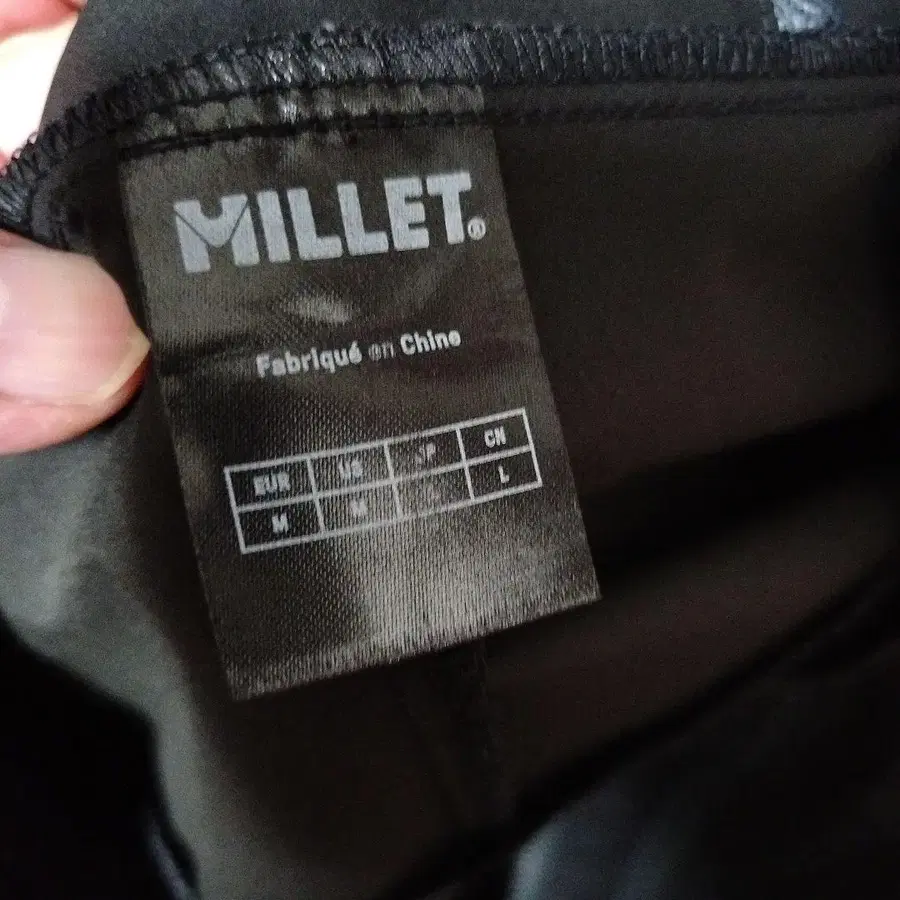 MILLET®
Fabriqué en Chine
EUR US JP CN
M M L